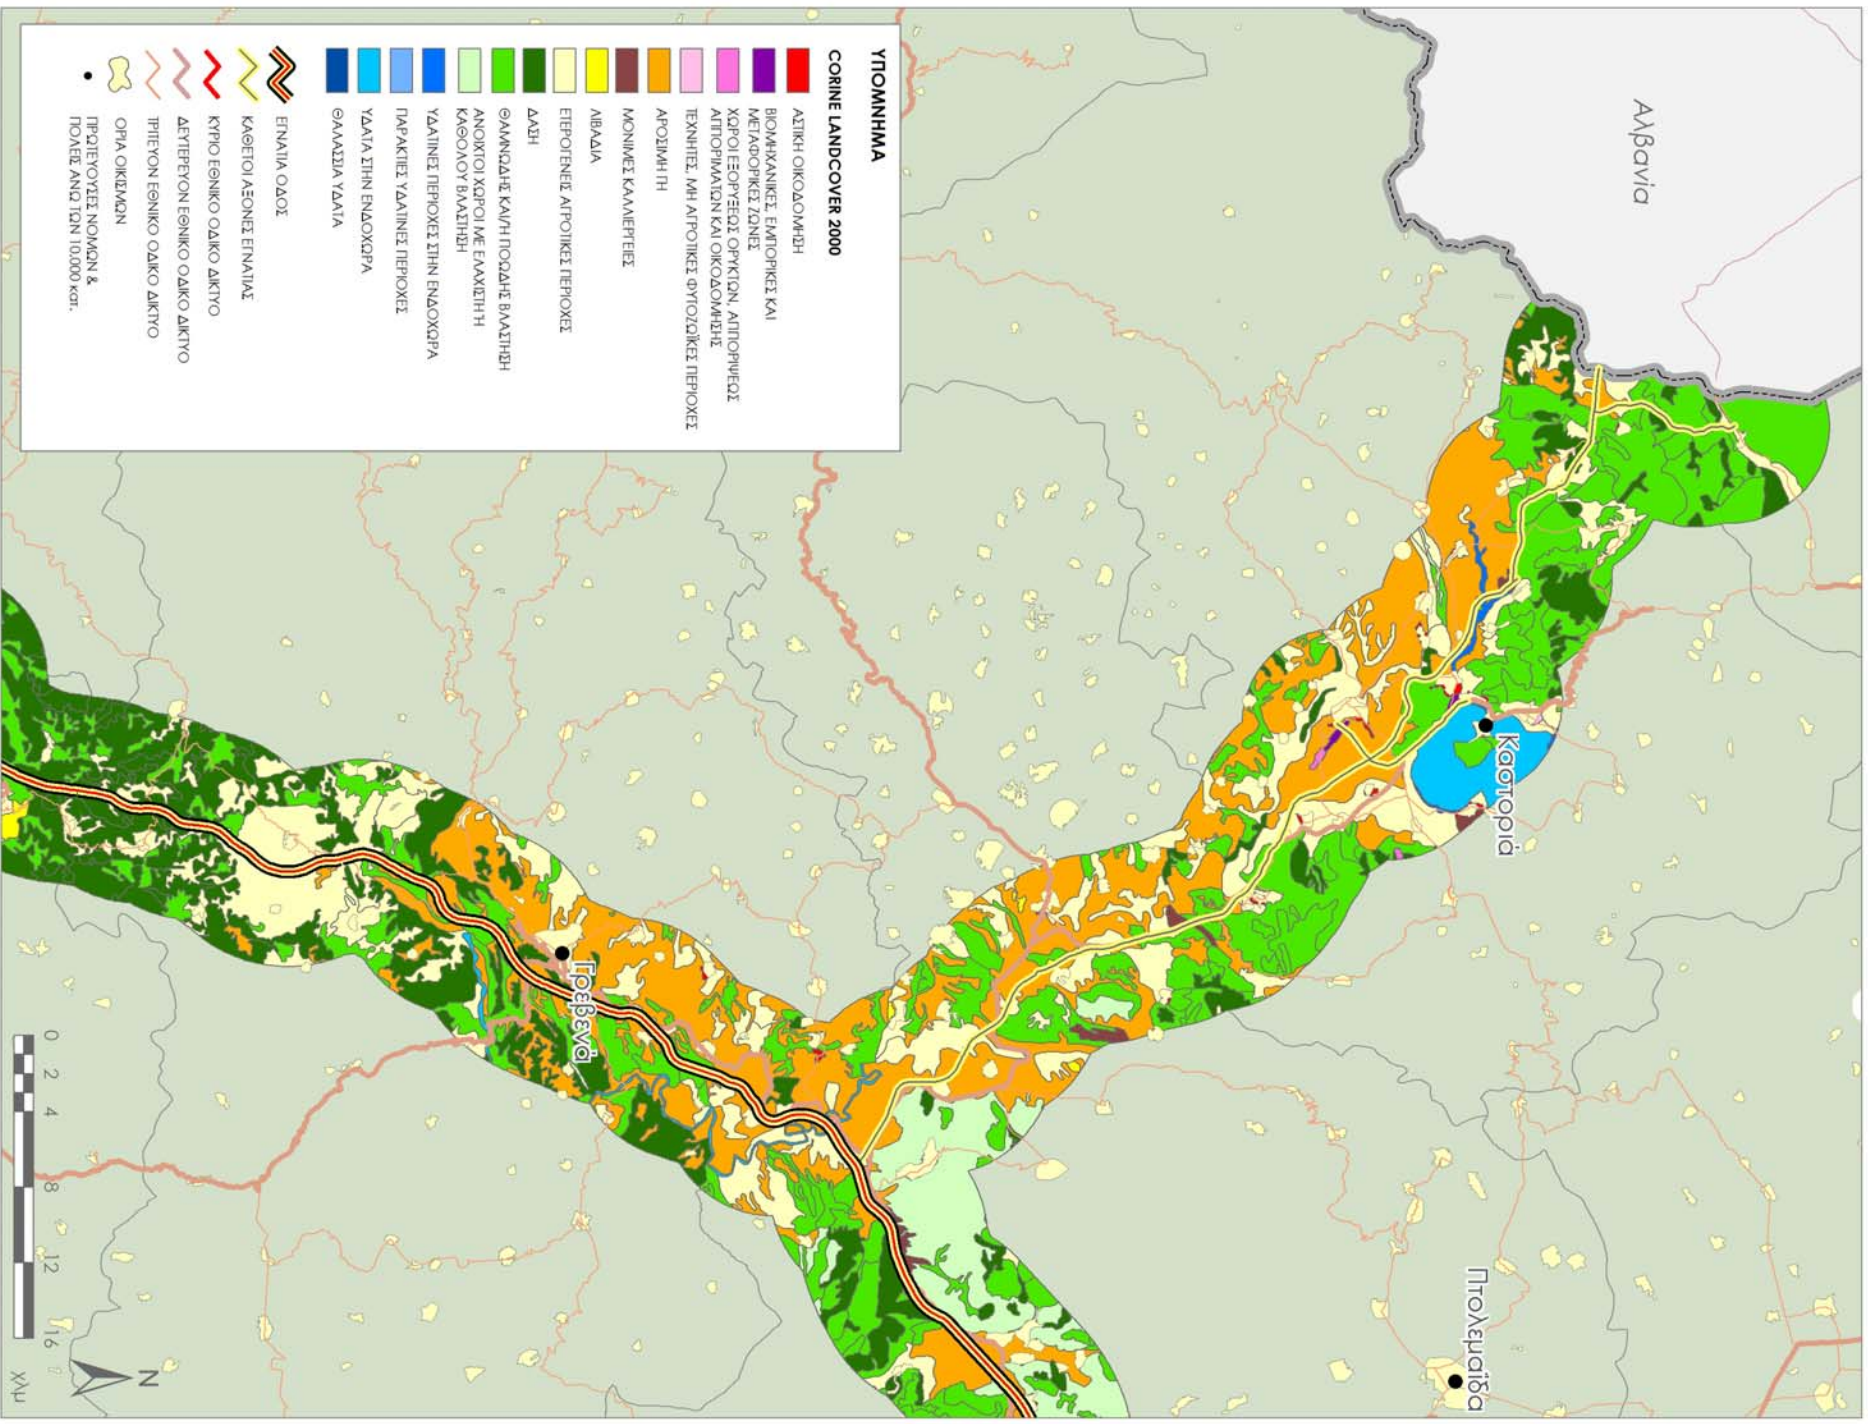 Αλβανία
Καστοριά
Πτολεμαΐδα
Γρεβενά
ΥΠΟΜΝΗΜΑ
CORINE LANDCOVER 2000
ΑΣΤΙΚΗ ΟΙΚΟΔΟΜΗΣΗ
ΒΙΟΜΗΧΑΝΙΚΕΣ, ΕΜΠΟΡΙΚΕΣ ΚΑΙ
ΜΕΤΑΦΟΡΙΚΕΣ ΖΩΝΕΣ
ΧΩΡΟΙ ΕΞΟΡΥΞΕΩΣ ΟΡΥΚΤΩΝ, ΑΠΠΟΡΙΨΕΩΣ
ΑΠΠΟΡΙΜΑΤΩΝ ΚΑΙ ΟΙΚΟΔΟΜΗΣΗΣ
ΤΕΧΝΗΤΕΣ, ΜΗ ΑΓΡΟΤΙΚΕΣ ΦΥΤΟΖΩΪΚΕΣ ΠΕΡΙΟΧΕΣ
ΑΡΟΣΙΜΗ ΓΗ
ΜΟΝΙΜΕΣ ΚΑΛΛΙΕΡΓΕΙΕΣ
ΛΙΒΑΔΙΑ
ΕΤΕΡΟΓΕΝΕΙΣ ΑΓΡΟΤΙΚΕΣ ΠΕΡΙΟΧΕΣ
ΔΑΣΗ
ΘΑΜΝΩΔΗΣ ΚΑΙ/Ή ΠΟΩΔΗΣ ΒΛΑΣΤΗΣΗ
ΑΝΟΙΧΤΟΙ ΧΩΡΟΙ ΜΕ ΕΛΑΧΙΣΤΗ Ή
ΚΑΘΟΛΟΥ ΒΛΑΣΤΗΣΗ
ΥΔΑΤΙΝΕΣ ΠΕΡΙΟΧΕΣ ΣΤΗΝ ΕΝΔΟΧΩΡΑ
ΠΑΡΑΚΤΙΕΣ ΥΔΑΤΙΝΕΣ ΠΕΡΙΟΧΕΣ
ΥΔΑΤΑ ΣΤΗΝ ΕΝΔΟΧΩΡΑ
ΘΑΛΑΣΣΙΑ ΥΔΑΤΑ
ΕΓΝΑΤΙΑ ΟΔΟΣ
ΚΑΘΕΤΟΙ ΑΞΟΝΕΣ ΕΓΝΑΤΙΑΣ
ΚΥΡΙΟ ΕΘΝΙΚΟ ΟΔΙΚΟ ΔΙΚΤΥΟ
ΔΕΥΤΕΡΕΥΟΝ ΕΘΝΙΚΟ ΟΔΙΚΟ ΔΙΚΤΥΟ
ΤΡΙΤΕΥΟΝ ΕΘΝΙΚΟ ΟΔΙΚΟ ΔΙΚΤΥΟ
ΟΡΙΑ ΟΙΚΙΣΜΩΝ
ΠΡΩΤΕΥΟΥΣΕΣ ΝΟΜΩΝ &
ΠΟΛΕΙΣ ΑΝΩ ΤΩΝ 10.000 κατ.
0 2 4 8 12 16
χλμ
N